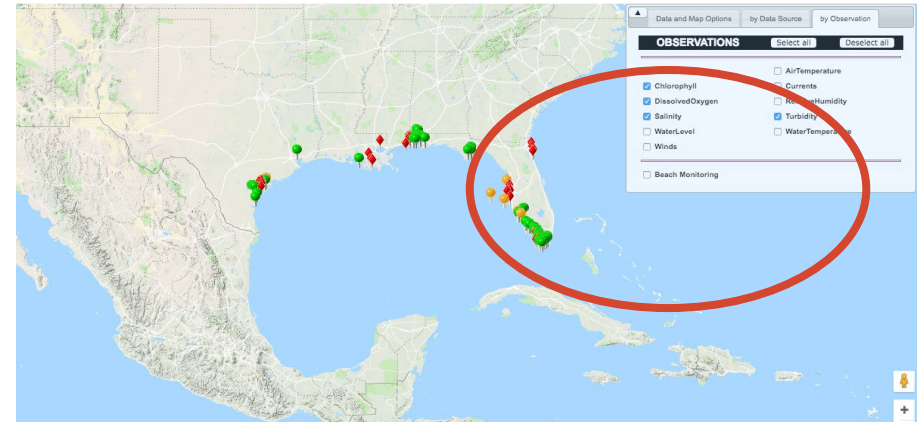 ▲ Data and Map Options by Data Source by Observation
OBSERVATIONS Select all Deselect all
AirTemperature
Chlorophyll Currents
DissolvedOxygen
Salinity Turbidity
WaterLevel WaterTemperature
Winds
Beach Monitoring
+